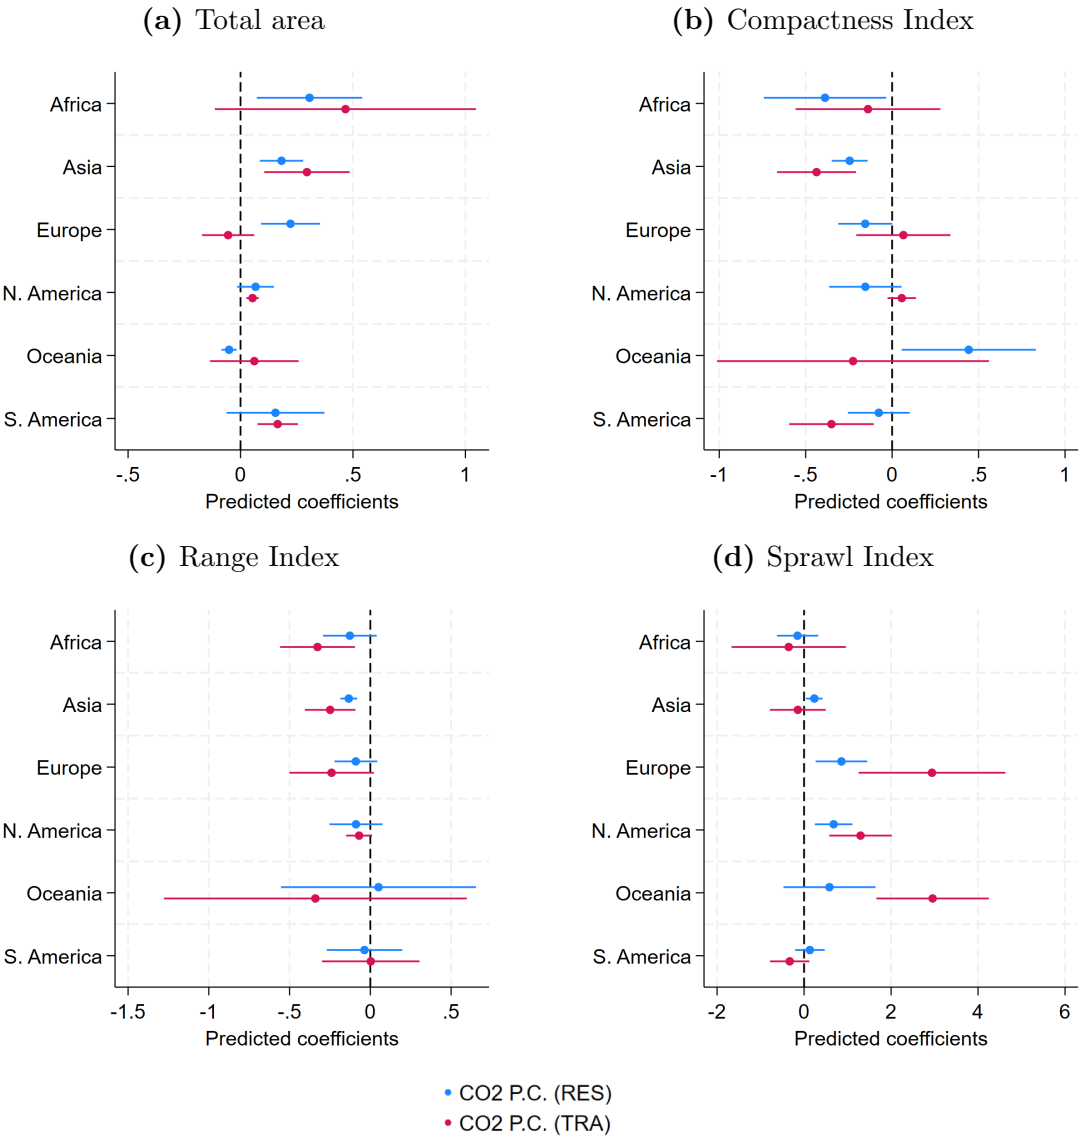 (a) Total area
(b) Compactness Index
Africa
Asia
Europe
N. America
Oceania
S. America
-.5 0 .5 1
Predicted coefficients
Africa
Asia
Europe
N. America
Oceania
S. America
-1 -.5 0 .5 1
Predicted coefficients
(c) Range Index
(d) Sprawl Index
Africa
Asia
Europe
N. America
Oceania
S. America
-1.5 -1 -.5 0 .5
Predicted coefficients
Africa
Asia
Europe
N. America
Oceania
S. America
-2 0 2 4 6
Predicted coefficients
CO2 P.C. (RES)
CO2 P.C. (TRA)